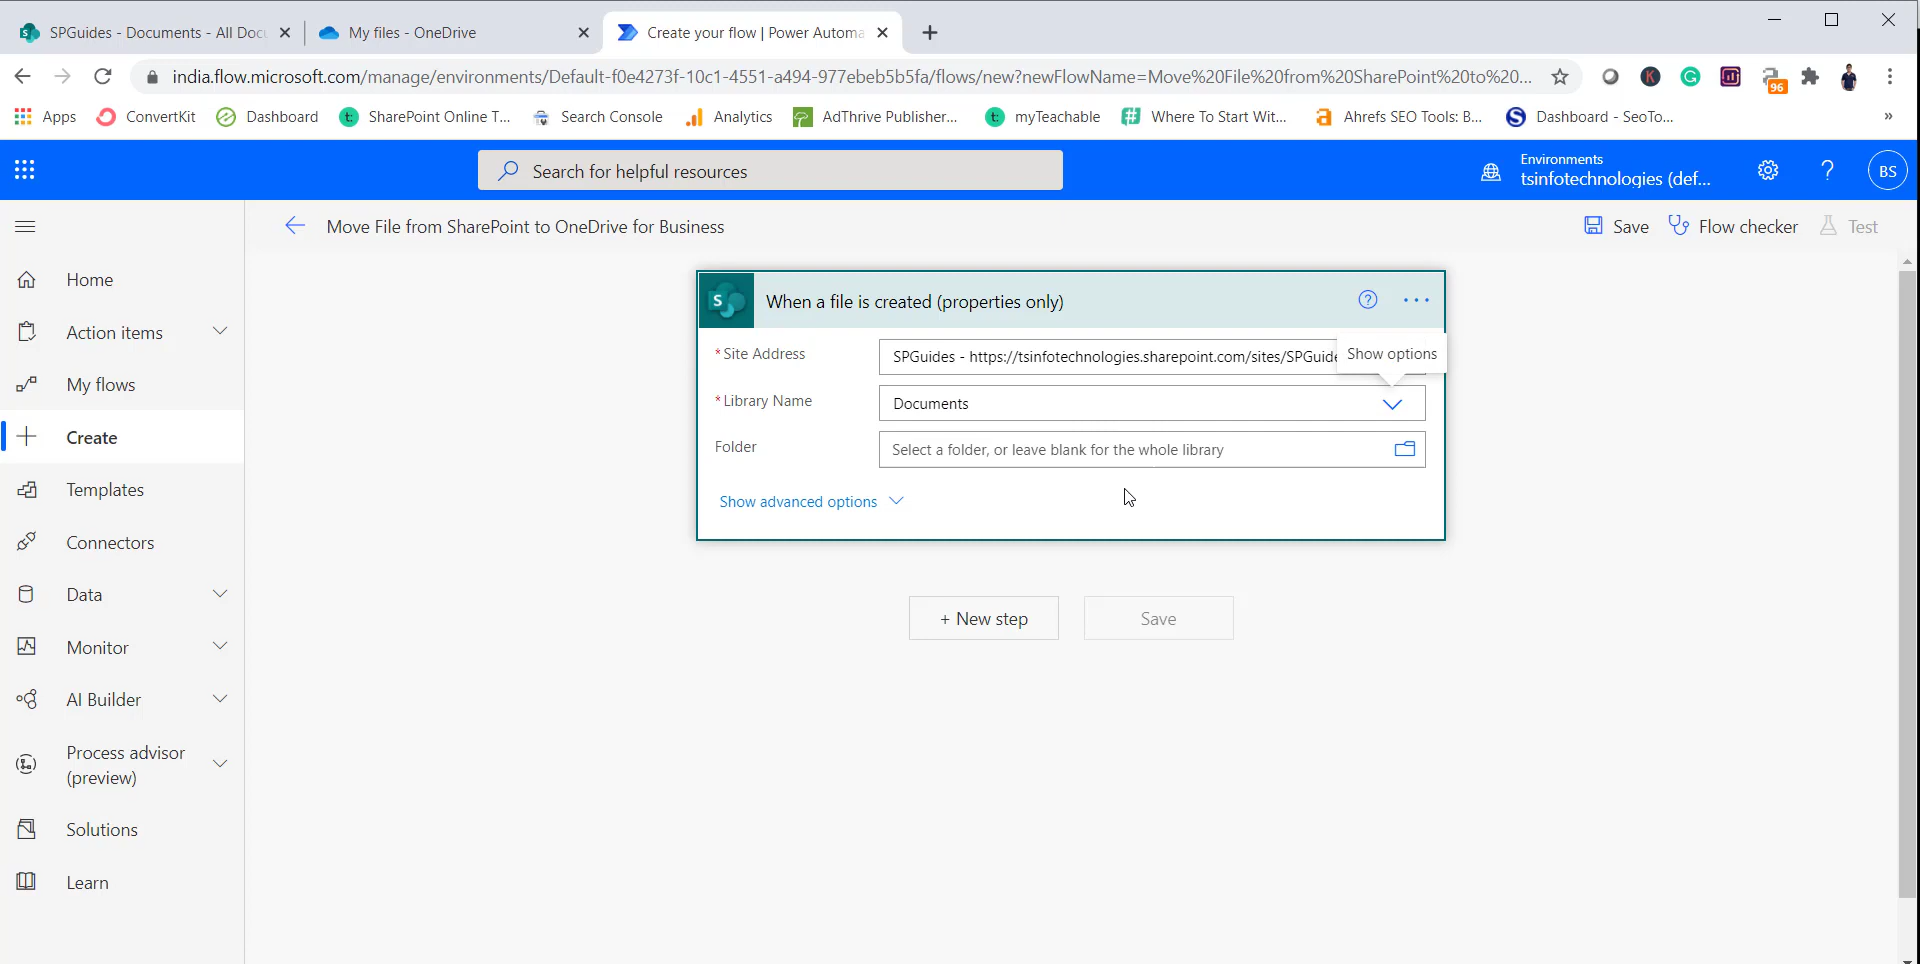 SPGuides - Documents - All Docu
My files - OneDrive
Create your flow | Power Automa
india.flow.microsoft.com/manage/environments/Default-f0e4273f-10c1-4551-a494-977ebeb5b5fa/flows/new?newFlowName=Move%20File%20from%20SharePoint%20to%20...
96
Apps
ConvertKit
Dashboard
SharePoint Online T...
Search Console
Analytics
AdThrive Publisher...
myTeachable
Where To Start Wit...
Ahrefs SEO Tools: B...
Dashboard - SeoTo...
»
Search for helpful resources
Environments
tsinfotechnologies (def...
BS
Move File from SharePoint to OneDrive for Business
Save
Flow checker
Test
Home
Action items
My flows
Create
Templates
Connectors
Data
Monitor
AI Builder
Process advisor
(preview)
Solutions
Learn
When a file is created (properties only)
* Site Address
SPGuides - https://tsinfotechnologies.sharepoint.com/sites/SPGuide
Show options
* Library Name
Documents
Folder
Select a folder, or leave blank for the whole library
Show advanced options
+ New step
Save